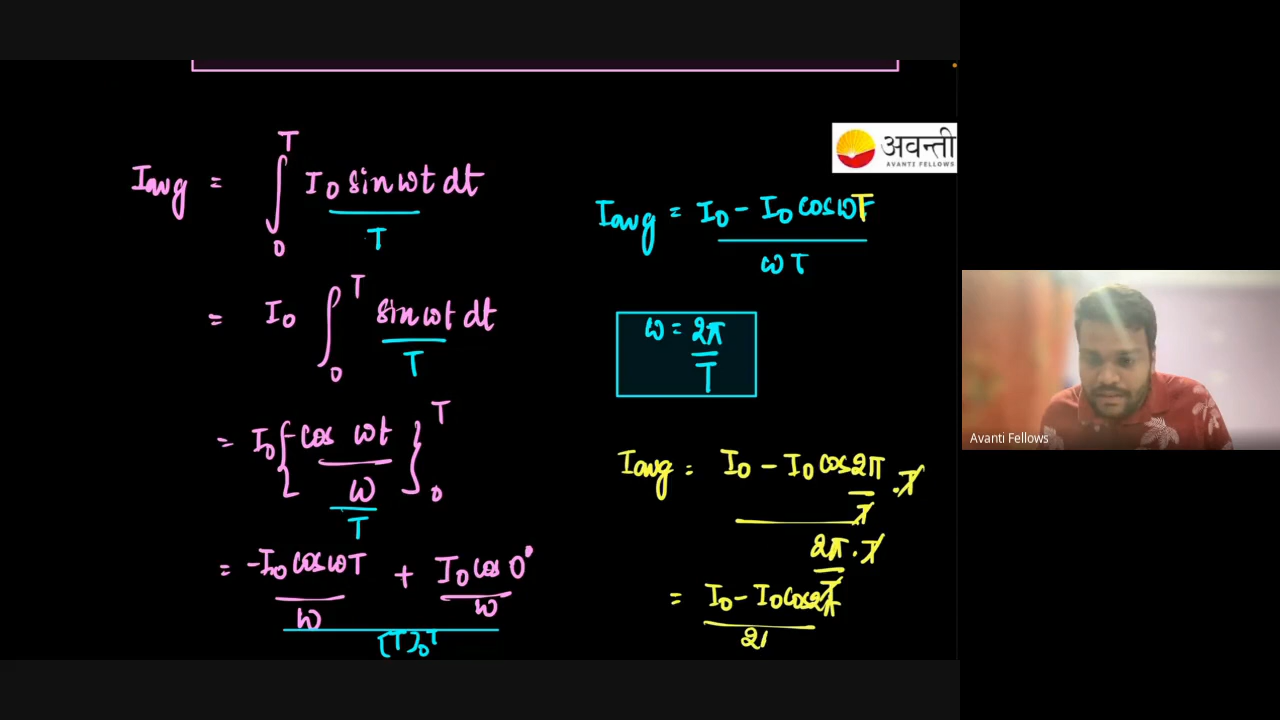 अवन्ती
AVANTI FELLOWS
Iavg = ∫₀ᵀ I₀ sin ωt dt / T
= I₀ ∫₀ᵀ sin ωt dt / T
= I₀ {-cos ωt / ω / T}₀ᵀ
= -I₀ cos ωT / ω + I₀ cos 0° / ω
[T]₀ᵀ
Iavg = I₀ - I₀ cos ωT / ωT
ω = 2π / T
Iavg = I₀ - I₀ cos 2π / T . T
2π / T . T
= I₀ - I₀ cos 2π
Avanti Fellows